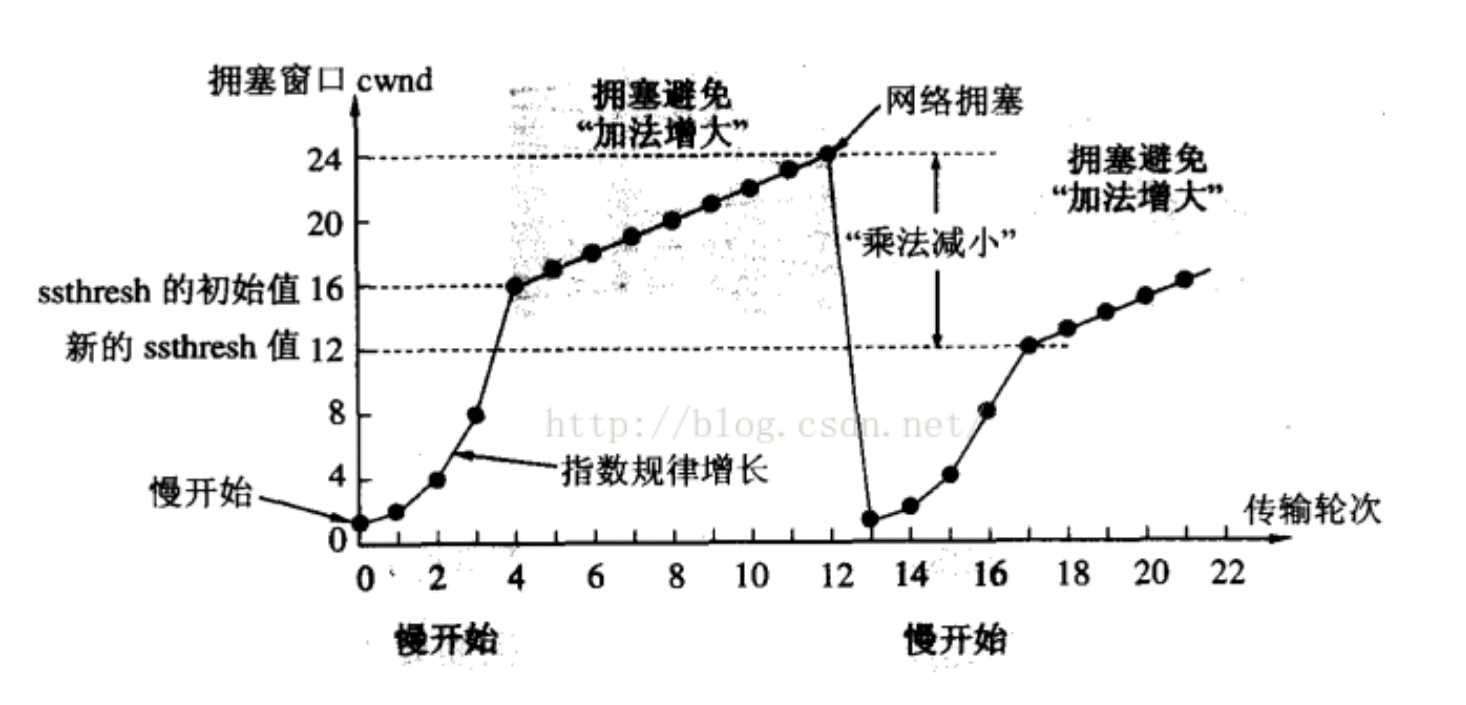 拥塞窗口 cwnd
拥塞避免
“加法增大”
网络拥塞
拥塞避免
“加法增大”
24
20
“乘法减小”
ssthresh 的初始值 16
新的 ssthresh 值 12
8
http://blog.csdn.net/
指数规律增长
4
慢开始
传输轮次
0
0 2 4 6 8 10 12 14 16 18 20 22
慢开始 慢开始